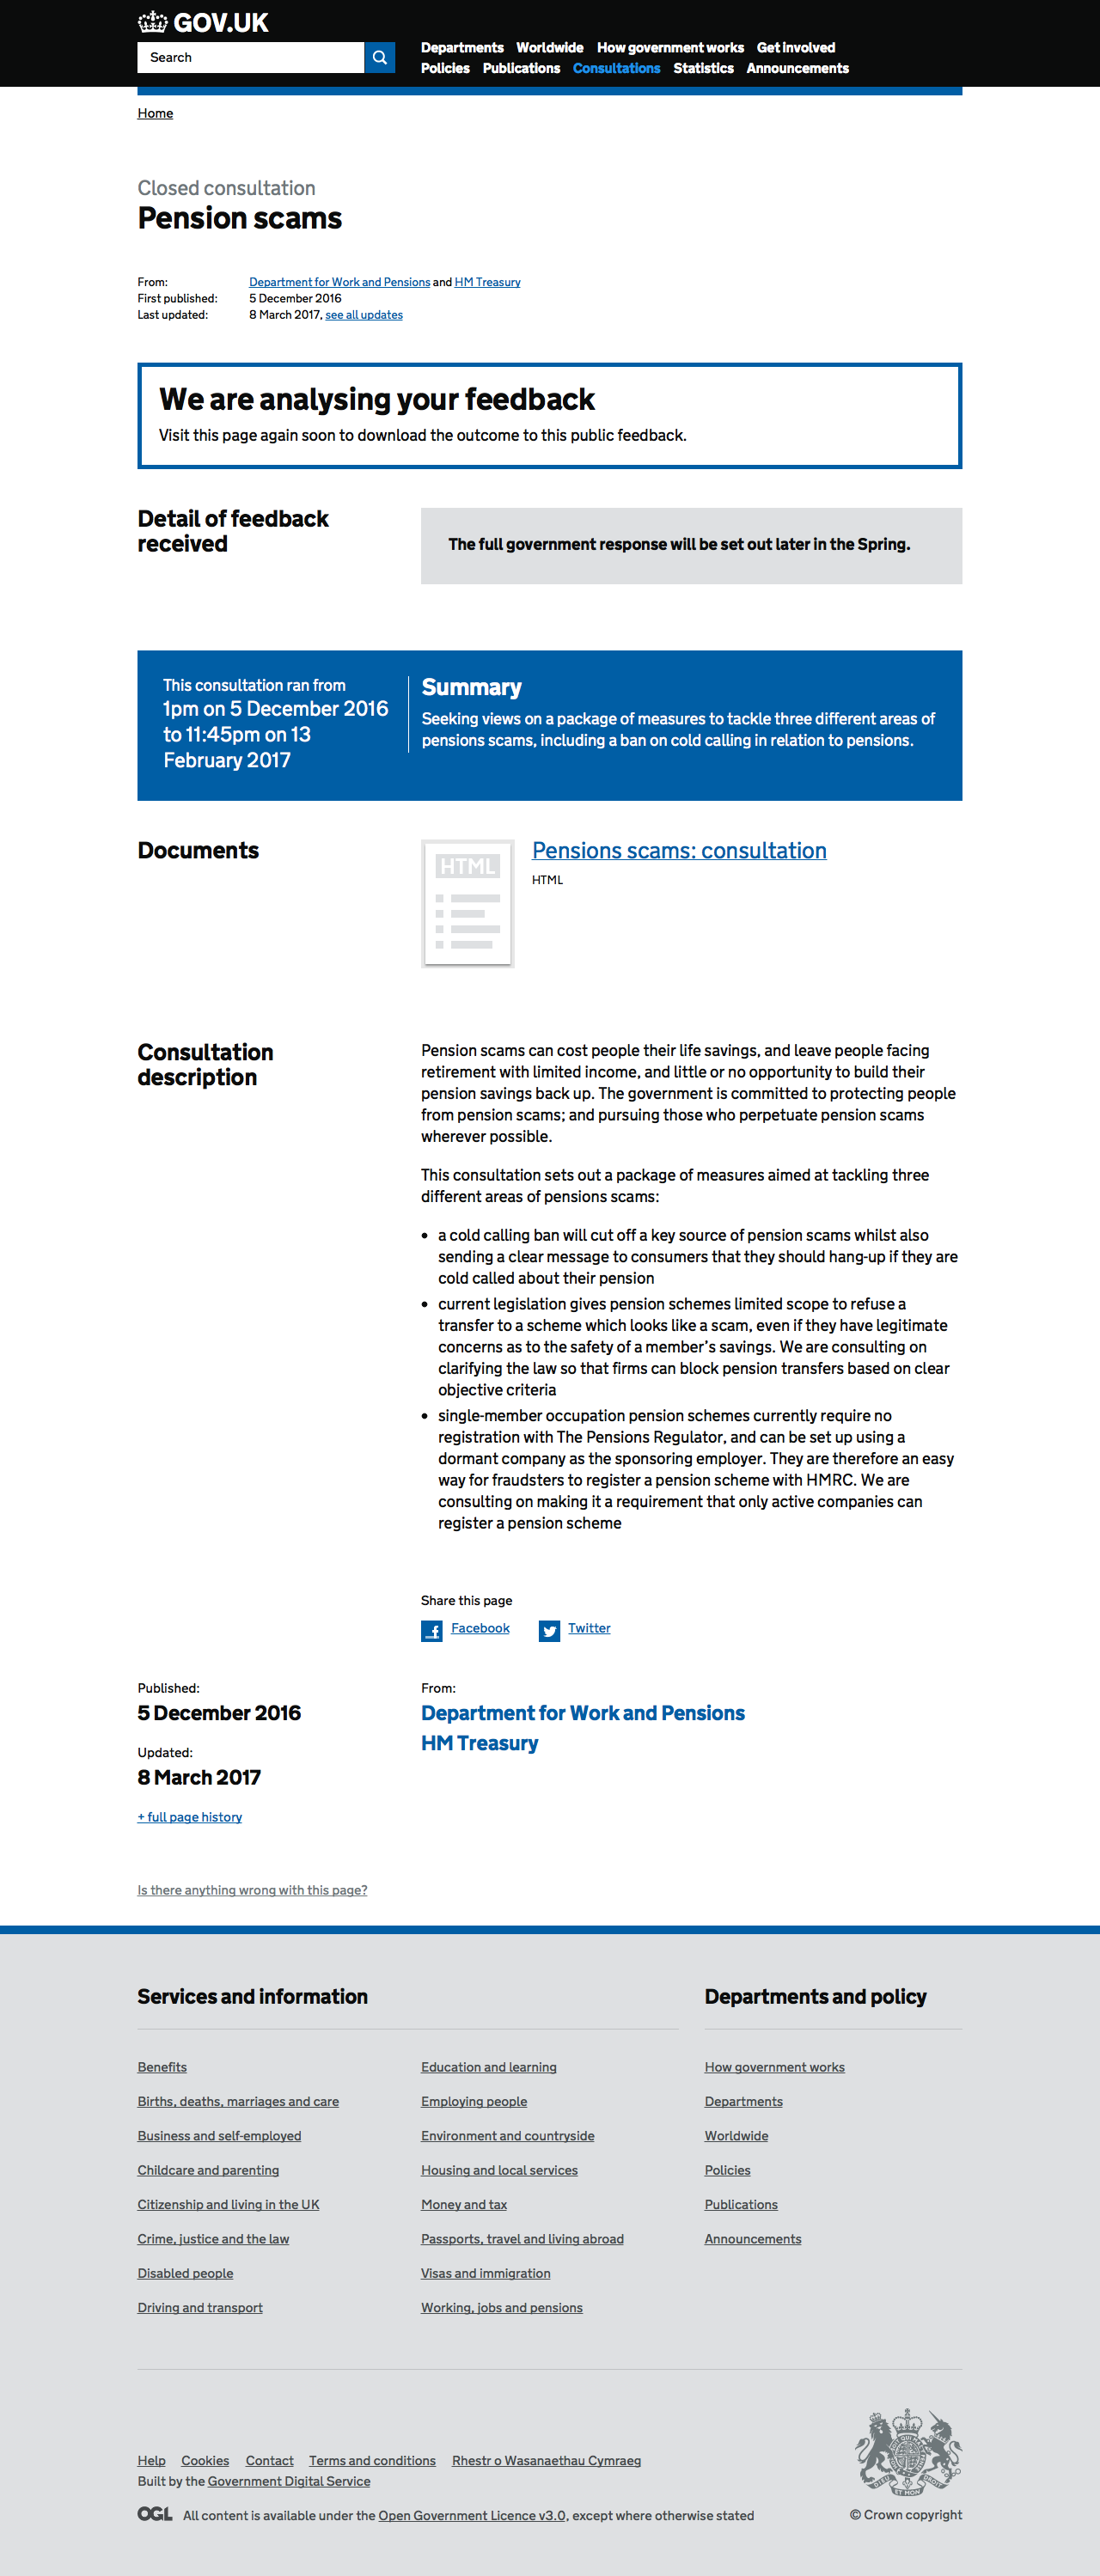 GOV.UK
Search
Departments Worldwide How government works Get involved
Policies Publications Consultations Statistics Announcements
Home
Closed consultation
Pension scams
From: Department for Work and Pensions and HM Treasury
First published: 5 December 2016
Last updated: 8 March 2017, see all updates
We are analysing your feedback
Visit this page again soon to download the outcome to this public feedback.
Detail of feedback
received
The full government response will be set out later in the Spring.
This consultation ran from
1pm on 5 December 2016
to 11:45pm on 13
February 2017
Summary
Seeking views on a package of measures to tackle three different areas of
pensions scams, including a ban on cold calling in relation to pensions.
Documents
HTML
Pensions scams: consultation
HTML
Consultation
description
Pension scams can cost people their life savings, and leave people facing
retirement with limited income, and little or no opportunity to build their
pension savings back up. The government is committed to protecting people
from pension scams; and pursuing those who perpetuate pension scams
wherever possible.
This consultation sets out a package of measures aimed at tackling three
different areas of pensions scams:
• a cold calling ban will cut off a key source of pension scams whilst also
sending a clear message to consumers that they should hang-up if they are
cold called about their pension
• current legislation gives pension schemes limited scope to refuse a
transfer to a scheme which looks like a scam, even if they have legitimate
concerns as to the safety of a member's savings. We are consulting on
clarifying the law so that firms can block pension transfers based on clear
objective criteria
• single-member occupation pension schemes currently require no
registration with The Pensions Regulator, and can be set up using a
dormant company as the sponsoring employer. They are therefore an easy
way for fraudsters to register a pension scheme with HMRC. We are
consulting on making it a requirement that only active companies can
register a pension scheme
Share this page
Facebook Twitter
Published:
5 December 2016
Updated:
8 March 2017
+ full page history
From:
Department for Work and Pensions
HM Treasury
Is there anything wrong with this page?
Services and information
Benefits
Births, deaths, marriages and care
Business and self-employed
Childcare and parenting
Citizenship and living in the UK
Crime, justice and the law
Disabled people
Driving and transport
Education and learning
Employing people
Environment and countryside
Housing and local services
Money and tax
Passports, travel and living abroad
Visas and immigration
Working, jobs and pensions
Departments and policy
How government works
Departments
Worldwide
Policies
Publications
Announcements
Help Cookies Contact Terms and conditions Rhestr o Wasanaethau Cymraeg
Built by the Government Digital Service
OGL All content is available under the Open Government Licence v3.0, except where otherwise stated
DIEU ET MON DROIT
© Crown copyright